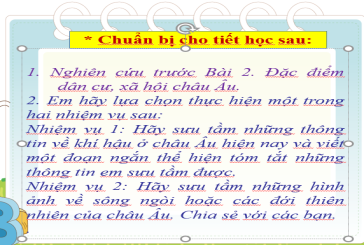 * Chuẩn bị cho tiết học sau:
1. Nghiên cứu trước Bài 2. Đặc điểm
dân cư, xã hội châu Âu.
2. Em hãy lựa chọn thực hiện một trong
hai nhiệm vụ sau:
Nhiệm vụ 1: Hãy sưu tầm những thông
tin về khí hậu ở châu Âu hiện nay và viết
một đoạn ngắn thể hiện tóm tắt những
thông tin em sưu tầm được.
Nhiệm vụ 2: Hãy sưu tầm những hình
ảnh về sông ngòi hoặc các đới thiên
nhiên của châu Âu. Chia sẻ với các bạn.